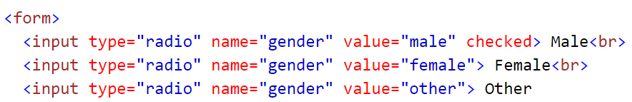 <form>
<input type="radio" name="gender" value="male" checked> Male<br>
<input type="radio" name="gender" value="female"> Female<br>
<input type="radio" name="gender" value="other"> Other